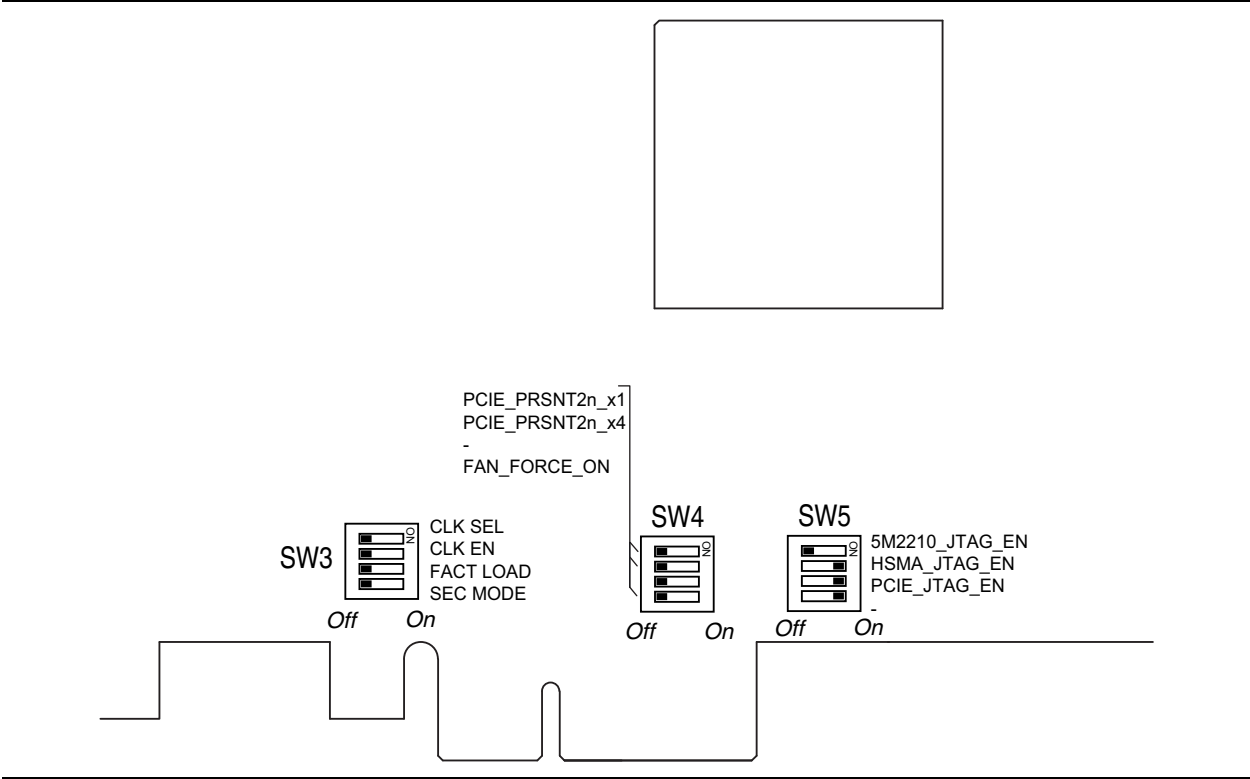 PCIE_PRSNT2n_x1
PCIE_PRSNT2n_x4
-
FAN_FORCE_ON
SW3
ON
CLK SEL
CLK EN
FACT LOAD
SEC MODE
Off On
SW4
ON
Off On
SW5
ON
5M2210_JTAG_EN
HSMA_JTAG_EN
PCIE_JTAG_EN
-
Off On